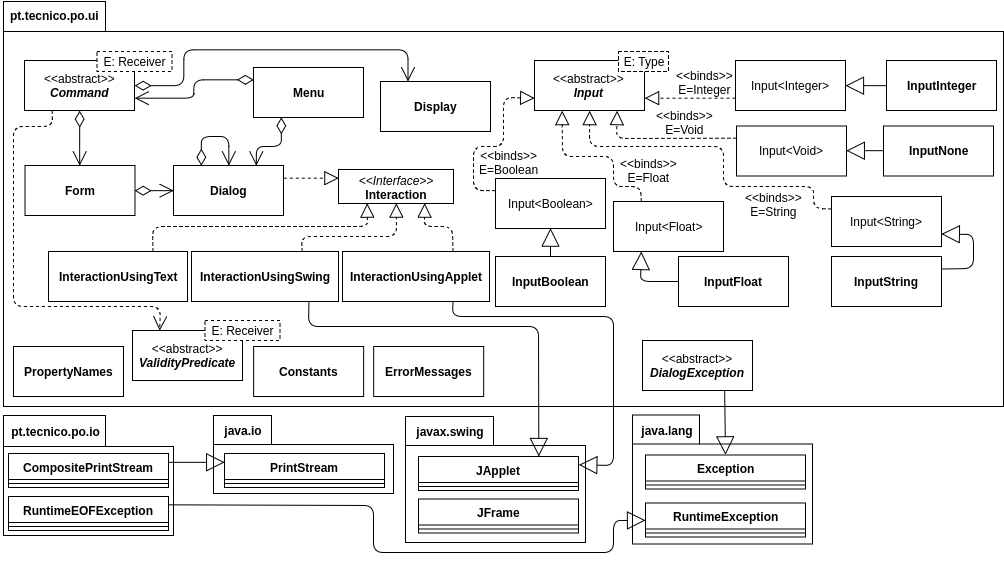 pt.tecnico.po.ui
E: Receiver
<<abstract>>
Command
Menu
Display
E: Type
<<abstract>>
Input
<<binds>>
E=Integer
Input<Integer>
InputInteger
<<binds>>
E=Void
Input<Void>
InputNone
Form
Dialog
<<Interface>>
Interaction
<<binds>>
E=Boolean
Input<Boolean>
<<binds>>
E=Float
Input<Float>
<<binds>>
E=String
Input<String>
InteractionUsingText
InteractionUsingSwing
InteractionUsingApplet
InputBoolean
InputFloat
InputString
E: Receiver
<<abstract>>
ValidityPredicate
PropertyNames
Constants
ErrorMessages
<<abstract>>
DialogException
pt.tecnico.po.io
CompositePrintStream
RuntimeEOFException
java.io
PrintStream
javax.swing
JApplet
JFrame
java.lang
Exception
RuntimeException